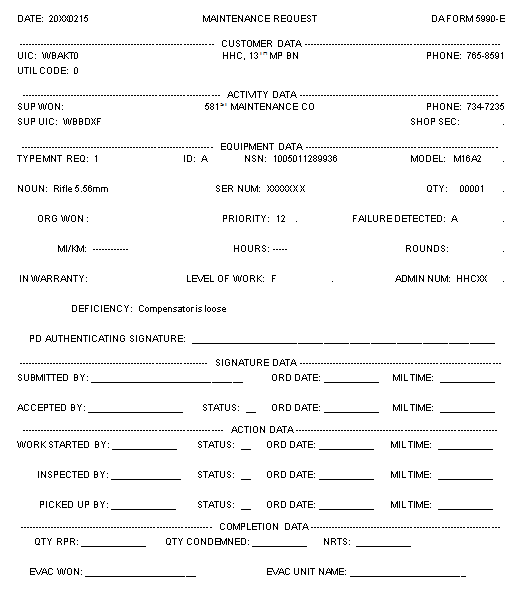 DATE: 20XX0215 MAINTENANCE REQUEST DA FORM 5990-E
CUSTOMER DATA
UIC: WBAKT0 HHC, 13th MP BN PHONE: 765-8591
UTIL CODE: 0
ACTIVITY DATA
SUP WON: 581st MAINTENANCE CO PHONE: 734-7235
SUP UIC: WBBDXF SHOP SEC: .
EQUIPMENT DATA
TYPE MNT REQ: 1 ID: A NSN: 1005011289936 MODEL: M16A2 .
NOUN: Rifle 5.56mm SER NUM: XXXXXXX QTY: 00001 .
ORG WON : PRIORITY: 12 . FAILURE DETECTED: A .
MI/KM: ------------ HOURS: ----- ROUNDS: .
IN WARRANTY: LEVEL OF WORK: F . ADMIN NUM: HHCXX .
DEFICIENCY: Compensator is loose
PD AUTHENTICATING SIGNATURE: ____________
SIGNATURE DATA
SUBMITTED BY: ____________ ORD DATE: ________ MIL TIME: ________
ACCEPTED BY: ____________ STATUS: __ ORD DATE: ________ MIL TIME: ________
ACTION DATA
WORK STARTED BY: ____________ STATUS: __ ORD DATE: ________ MIL TIME: ________
INSPECTED BY: ____________ STATUS: __ ORD DATE: ________ MIL TIME: ________
PICKED UP BY: ____________ STATUS: __ ORD DATE: ________ MIL TIME: ________
COMPLETION DATA
QTY RPR: ________ QTY CONDEMNED: ________ NRTS: ________
EVAC WON: ____________ EVAC UNIT NAME: ____________